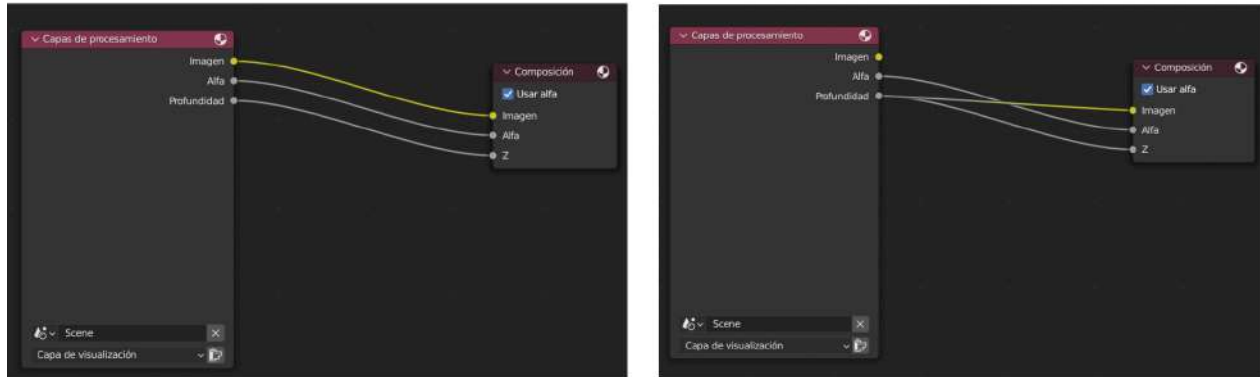 Capas de procesamiento
Imagen
Alfa
Profundidad
Composición
Usar alfa
Imagen
Alfa
Z
Scene
Capa de visualización
Capas de procesamiento
Imagen
Alfa
Profundidad
Composición
Usar alfa
Imagen
Alfa
Z
Scene
Capa de visualización